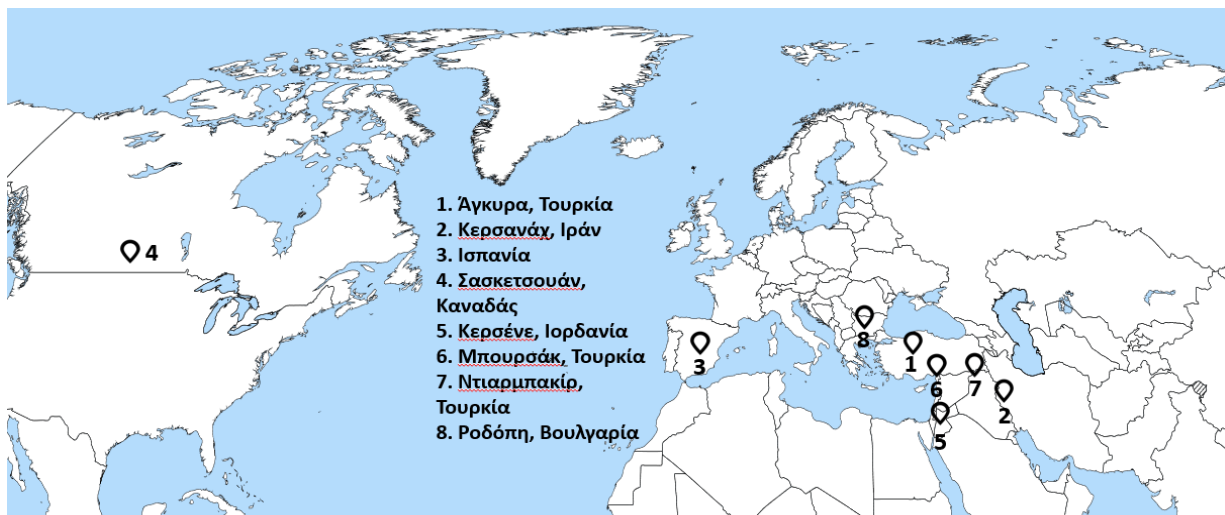 1. Άγκυρα, Τουρκία
2. Κερσανάχ, Ιράν
3. Ισπανία
4. Σασκετσουάν,
Καναδάς
5. Κερσένε, Ιορδανία
6. Μπουρσάκ, Τουρκία
7. Ντιαρμπακίρ,
Τουρκία
8. Ροδόπη, Βουλγαρία
4
8
3
1
6
7
2
5